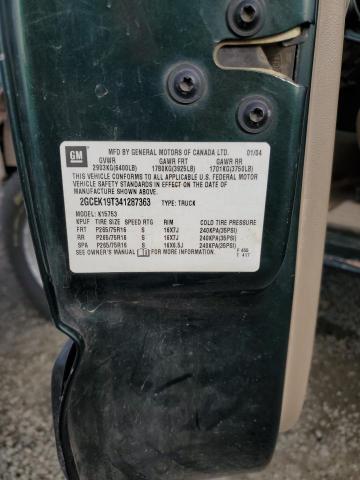 GM
MFD BY GENERAL MOTORS OF CANADA LTD. 01/04
GVWR GAWR FRT GAWR RR
2903KG(6400LB) 1780KG(3925LB) 1701KG(3750LB)
THIS VEHICLE CONFORMS TO ALL APPLICABLE U.S. FEDERAL MOTOR
VEHICLE SAFETY STANDARDS IN EFFECT ON THE DATE OF
MANUFACTURE SHOWN ABOVE.
2GCEK19T341287363 TYPE: TRUCK
MODEL: K15753
KPUF TIRE SIZE SPEED RTG RIM COLD TIRE PRESSURE
FRT P265/75R16 S 16X7J 240KPA(35PSI)
RR P265/75R16 S 16X7J 240KPA(35PSI)
SPA P265/75R16 S 16X6.5J 240KPA(35PSI)
SEE OWNER'S MANUAL FOR MORE INFORMATION.